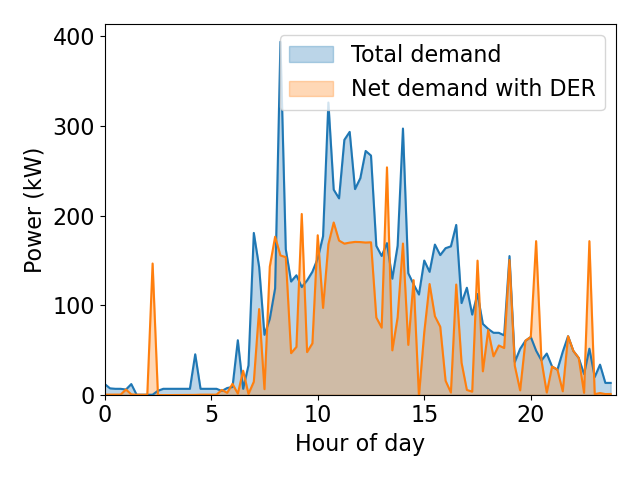 Total demand
Net demand with DER
400
300
200
100
0
Power (kW)
0 5 10 15 20
Hour of day